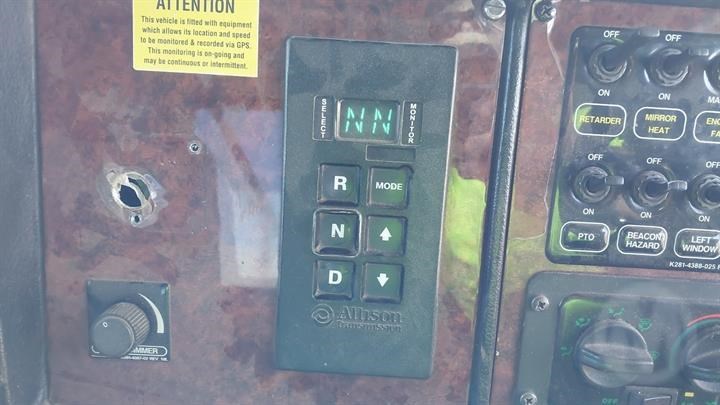 ATTENTION
This vehicle is fitted with equipment
which allows its location and speed
to be monitored & recorded via GPS.
This monitoring is on-going and
may be continuous or intermittent.
SELECT
NN
MONITOR
R
MODE
N
D
Allison
Transmission
OFF OFF
ON ON
RETARDER
MIRROR
HEAT
OFF OFF
ON ON
PTO
BEACON
HAZARD
LEFT
WINDOW
K281-4388-025
OFF